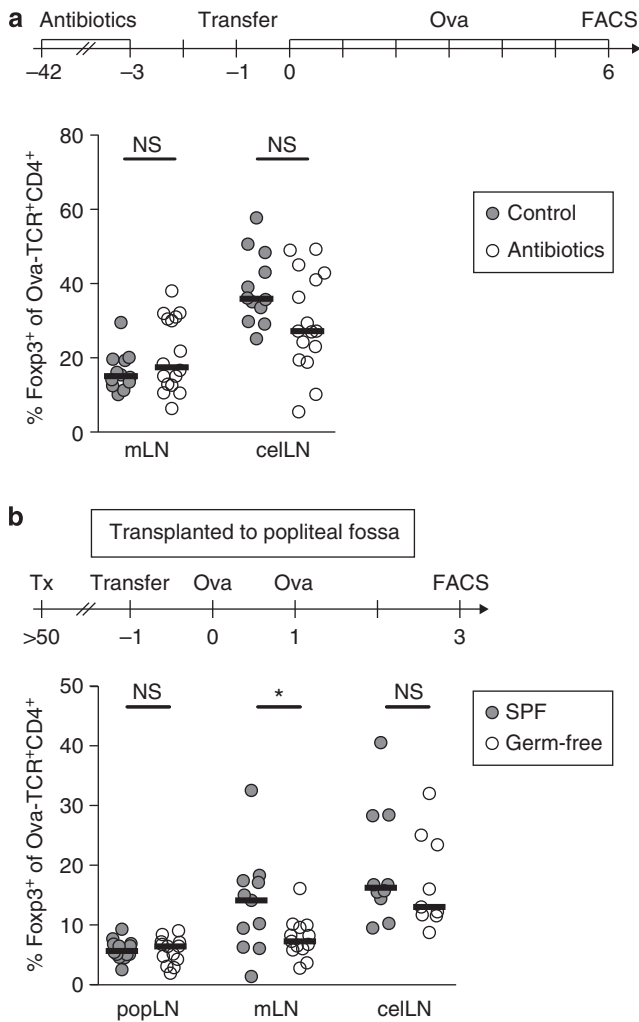 a
Antibiotics Transfer Ova FACS
–42 –3 –1 0 6
80
60
40
20
0
% Foxp3+ of Ova-TCR+CD4+
NS NS
Control
Antibiotics
mLN celLN
b
Transplanted to popliteal fossa
Tx Transfer Ova Ova FACS
>50 –1 0 1 3
50
40
30
20
10
0
% Foxp3+ of Ova-TCR+CD4+
NS * NS
SPF
Germ-free
popLN mLN celLN